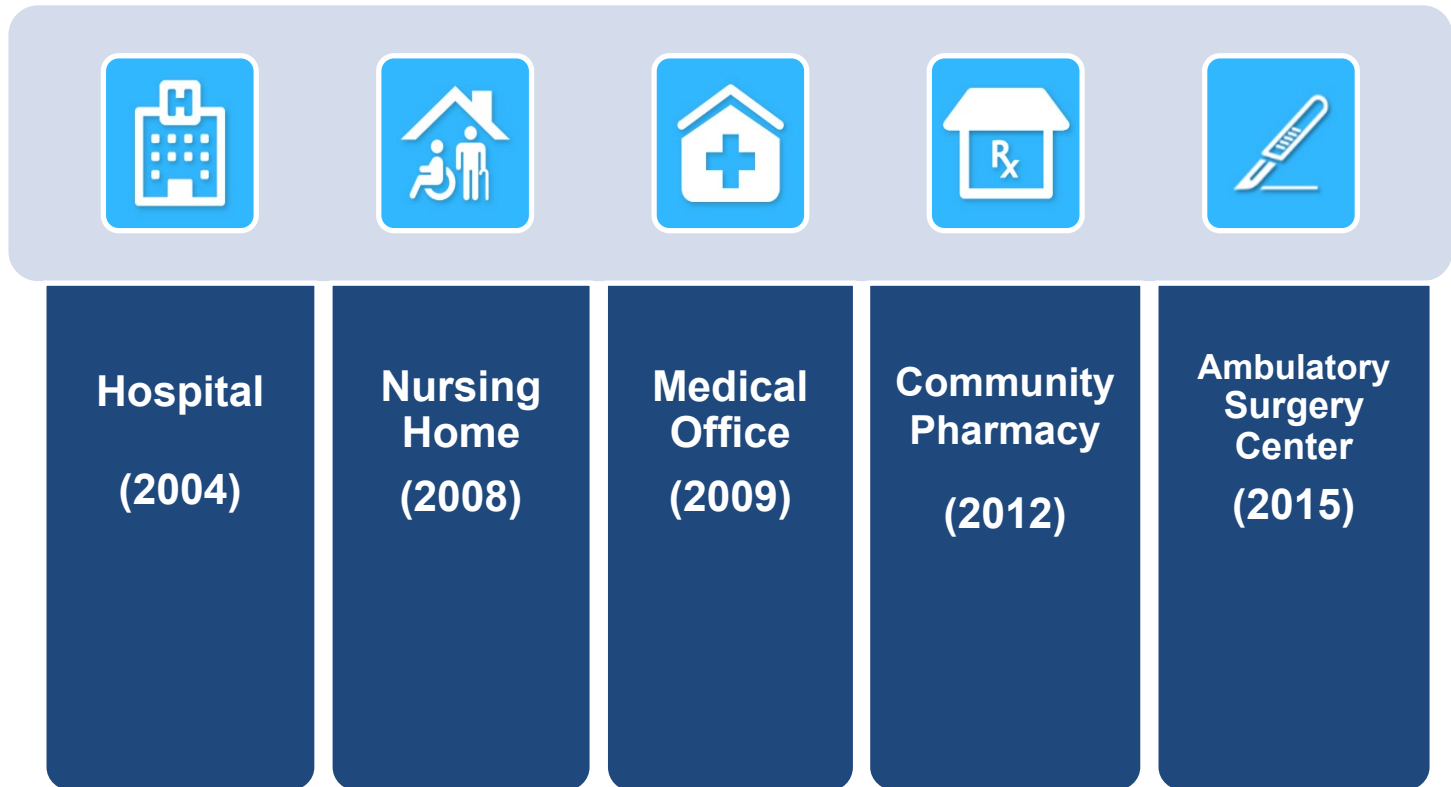 H
Rx
Hospital
(2004)
Nursing
Home
(2008)
Medical
Office
(2009)
Community
Pharmacy
(2012)
Ambulatory
Surgery
Center
(2015)